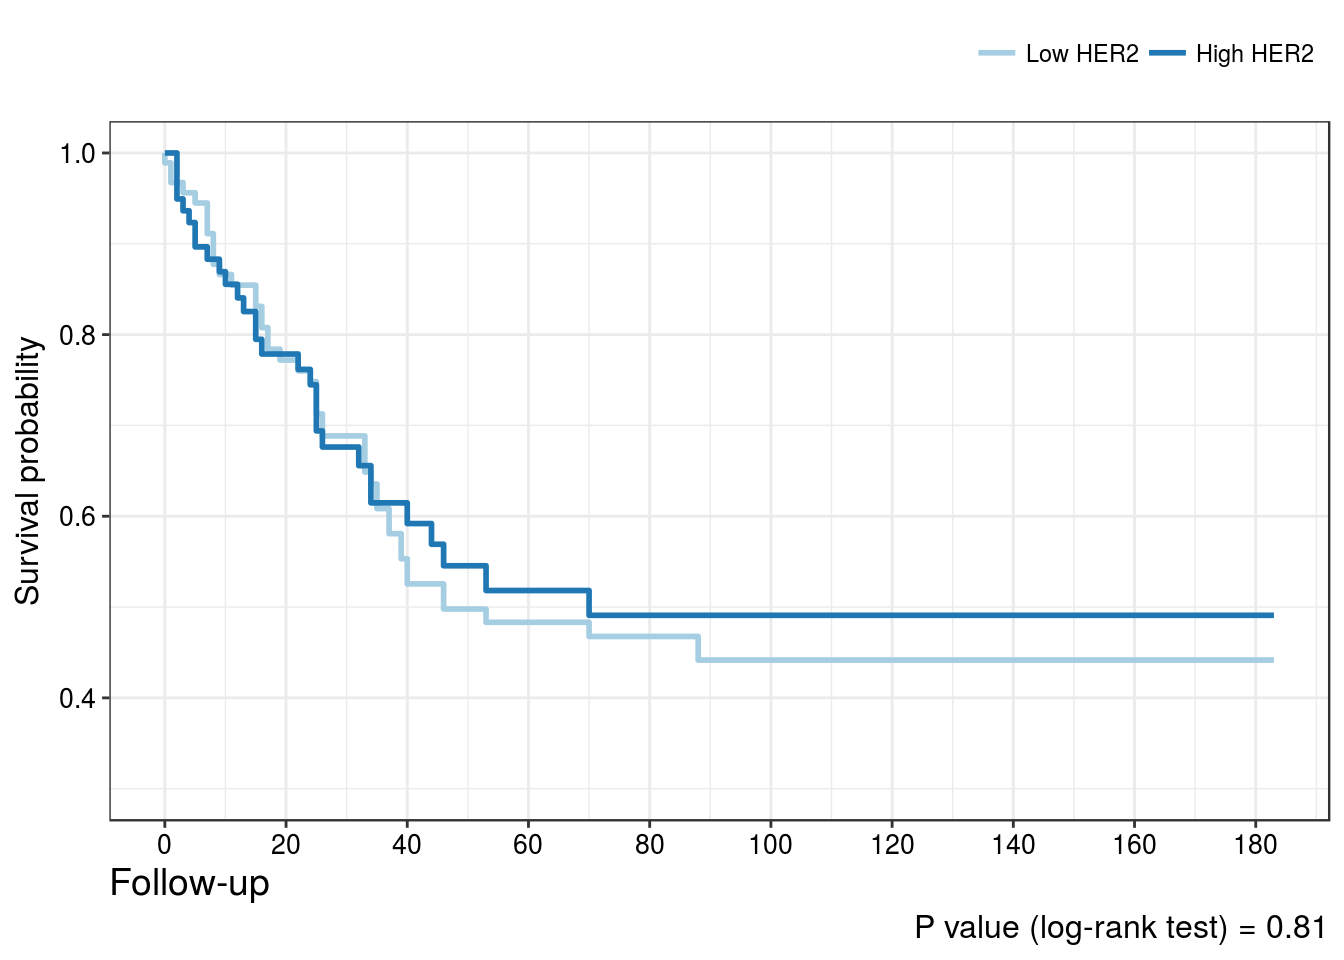 Low HER2 High HER2
1.0
0.8
0.6
0.4
Survival probability
0 20 40 60 80 100 120 140 160 180
Follow-up
P value (log-rank test) = 0.81